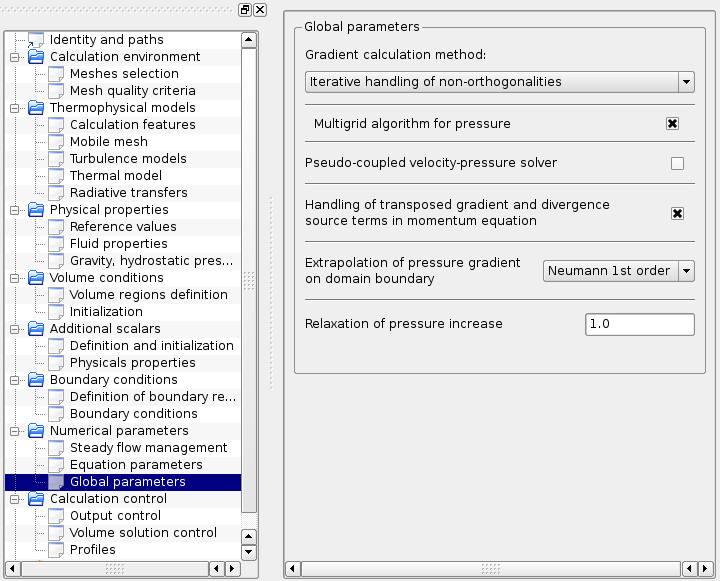 Identity and paths
Calculation environment
Meshes selection
Mesh quality criteria
Thermophysical models
Calculation features
Mobile mesh
Turbulence models
Thermal model
Radiative transfers
Physical properties
Reference values
Fluid properties
Gravity, hydrostatic pres...
Volume conditions
Volume regions definition
Initialization
Additional scalars
Definition and initialization
Physicals properties
Boundary conditions
Definition of boundary re...
Boundary conditions
Numerical parameters
Steady flow management
Equation parameters
Global parameters
Calculation control
Output control
Volume solution control
Profiles
Global parameters
Gradient calculation method:
Iterative handling of non-orthogonalities
Multigrid algorithm for pressure
Pseudo-coupled velocity-pressure solver
Handling of transposed gradient and divergence
source terms in momentum equation
Extrapolation of pressure gradient
on domain boundary
Neumann 1st order
Relaxation of pressure increase
1.0